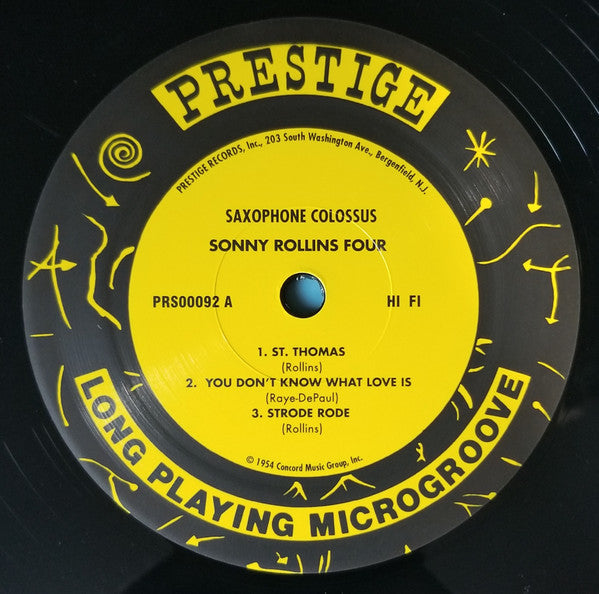 PRESTIGE
PRESTIGE RECORDS, Inc., 203 South Washington Ave., Bergenfield, N.J.
SAXOPHONE COLOSSUS
SONNY ROLLINS FOUR
PRS00092 A HI FI
1. ST. THOMAS
(Rollins)
2. YOU DON'T KNOW WHAT LOVE IS
(Raye-DePaul)
3. STRODE RODE
(Rollins)
© 1954 Concord Music Group, Inc.
LONG PLAYING MICROGROOVE